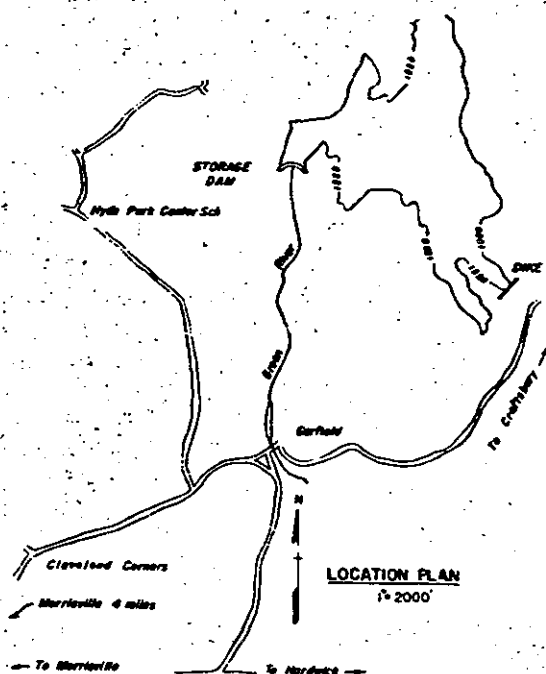 STORAGE
DAM
Hyde Park Center Sch
DIKE
Green River
Garfield
To Craftsbury
N
Cleveland Corners
Morrisville 4 miles
LOCATION PLAN
1"= 2000'
To Morrisville
To Hardwick